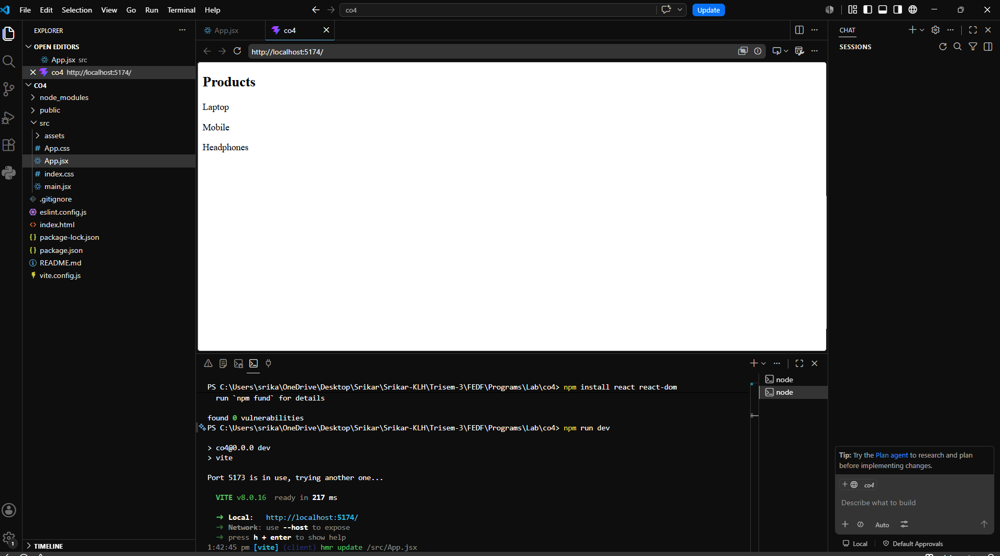 File Edit Selection View Go Run Terminal Help
co4
Update
EXPLORER
OPEN EDITORS
App.jsx src
co4 http://localhost:5174/
CO4
node_modules
public
src
assets
# App.css
App.jsx
# index.css
main.jsx
.gitignore
eslint.config.js
<> index.html
{} package-lock.json
{} package.json
README.md
vite.config.js
TIMELINE
1
App.jsx
co4
http://localhost:5174/
Products
Laptop
Mobile
Headphones
PS C:\Users\srika\OneDrive\Desktop\Srikar\Srikar-KLH\Trisem-3\FEDF\Programs\Lab\co4> npm install react react-dom
run `npm fund` for details
found 0 vulnerabilities
PS C:\Users\srika\OneDrive\Desktop\Srikar\Srikar-KLH\Trisem-3\FEDF\Programs\Lab\co4> npm run dev
> co4@0.0.0 dev
> vite
Port 5173 is in use, trying another one...
VITE v8.0.16 ready in 217 ms
➜ Local: http://localhost:5174/
➜ Network: use --host to expose
➜ press h + enter to show help
1:42:45 pm [vite] (client) hmr update /src/App.jsx
node
node
CHAT
SESSIONS
Tip: Try the Plan agent to research and plan
before implementing changes.
co4
Describe what to build
Auto
Local
Default Approvals